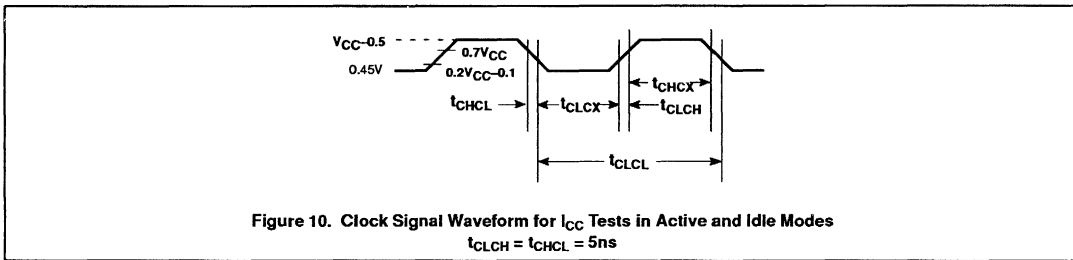 VCC–0.5
0.7VCC
0.45V
0.2VCC–0.1
tCHCX
tCHCL
tCLCX
tCLCH
tCLCL
Figure 10. Clock Signal Waveform for ICC Tests in Active and Idle Modes
tCLCH = tCHCL = 5ns